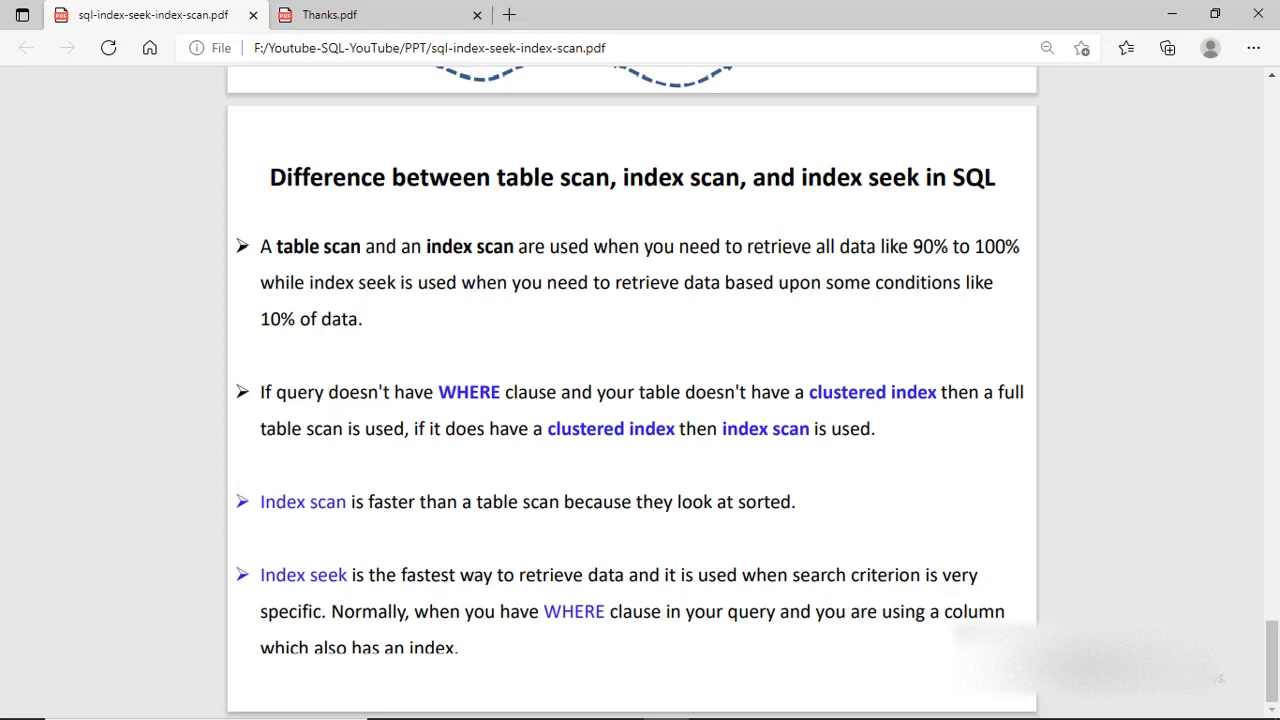 sql-index-seek-index-scan.pdf
Thanks.pdf
File
F:/Youtube-SQL-YouTube/PPT/sql-index-seek-index-scan.pdf
Difference between table scan, index scan, and index seek in SQL
➢ A table scan and an index scan are used when you need to retrieve all data like 90% to 100%
while index seek is used when you need to retrieve data based upon some conditions like
10% of data.
➢ If query doesn't have WHERE clause and your table doesn't have a clustered index then a full
table scan is used, if it does have a clustered index then index scan is used.
➢ Index scan is faster than a table scan because they look at sorted.
➢ Index seek is the fastest way to retrieve data and it is used when search criterion is very
specific. Normally, when you have WHERE clause in your query and you are using a column
which also has an index.